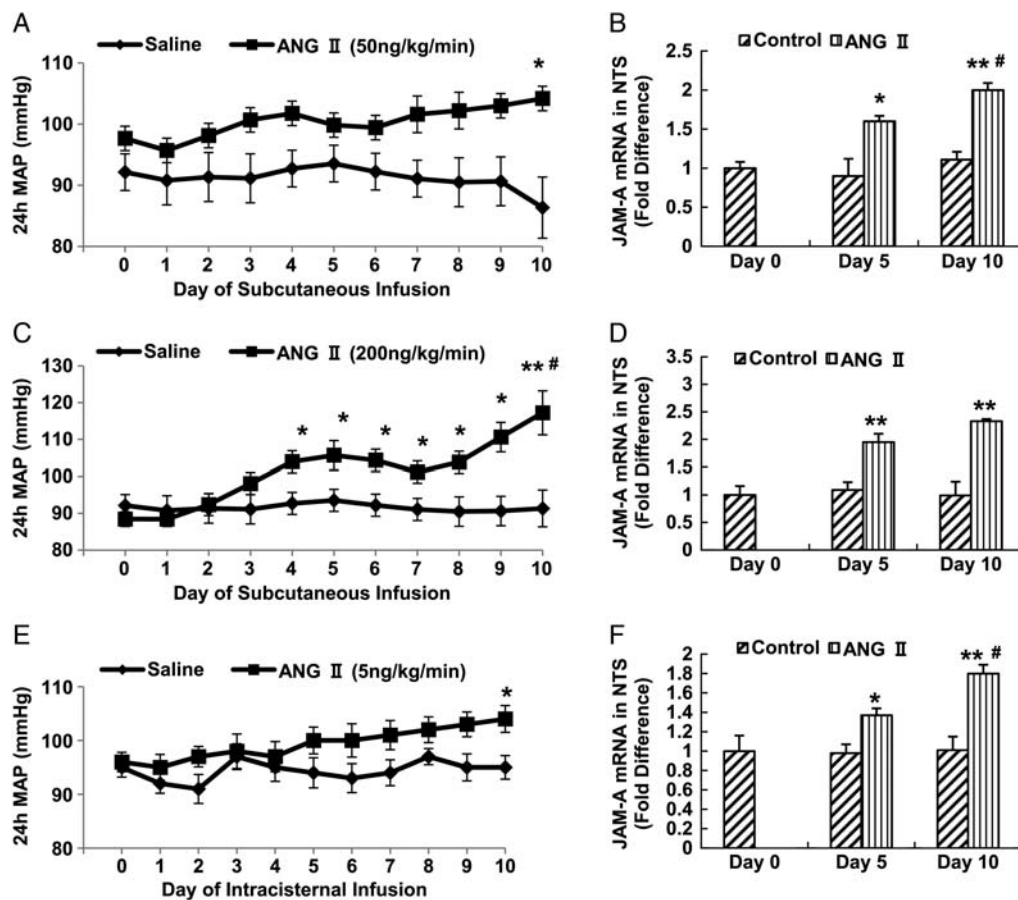 A
Saline ANG Ⅱ (50ng/kg/min)
24h MAP (mmHg)
110
100
90
80
*
0 1 2 3 4 5 6 7 8 9 10
Day of Subcutaneous Infusion
B
Control ANG Ⅱ
JAM-A mRNA in NTS
(Fold Difference)
2.5
2
1.5
1
0.5
0
*
** #
Day 0 Day 5 Day 10
C
Saline ANG Ⅱ (200ng/kg/min)
24h MAP (mmHg)
130
120
110
100
90
80
* * * * * * ** #
0 1 2 3 4 5 6 7 8 9 10
Day of Subcutaneous Infusion
D
Control ANG Ⅱ
JAM-A mRNA in NTS
(Fold Difference)
3.5
3
2.5
2
1.5
1
0.5
0
** **
Day 0 Day 5 Day 10
E
Saline ANG Ⅱ (5ng/kg/min)
24h MAP (mmHg)
110
100
90
80
*
0 1 2 3 4 5 6 7 8 9 10
Day of Intracisternal Infusion
F
Control ANG Ⅱ
JAM-A mRNA in NTS
(Fold Difference)
2
1.8
1.6
1.4
1.2
1
0.8
0.6
0.4
0.2
0
*
** #
Day 0 Day 5 Day 10